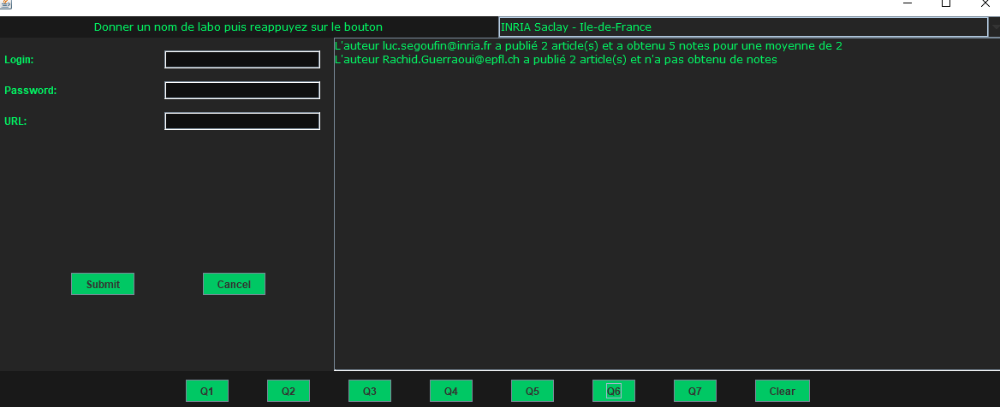 Donner un nom de labo puis reappuyez sur le bouton
INRIA Saclay - Ile-de-France
Login:
Password:
URL:
Submit
Cancel
L'auteur luc.segoufin@inria.fr a publié 2 article(s) et a obtenu 5 notes pour une moyenne de 2
L'auteur Rachid.Guerraoui@epfl.ch a publié 2 article(s) et n'a pas obtenu de notes
Q1
Q2
Q3
Q4
Q5
Q6
Q7
Clear